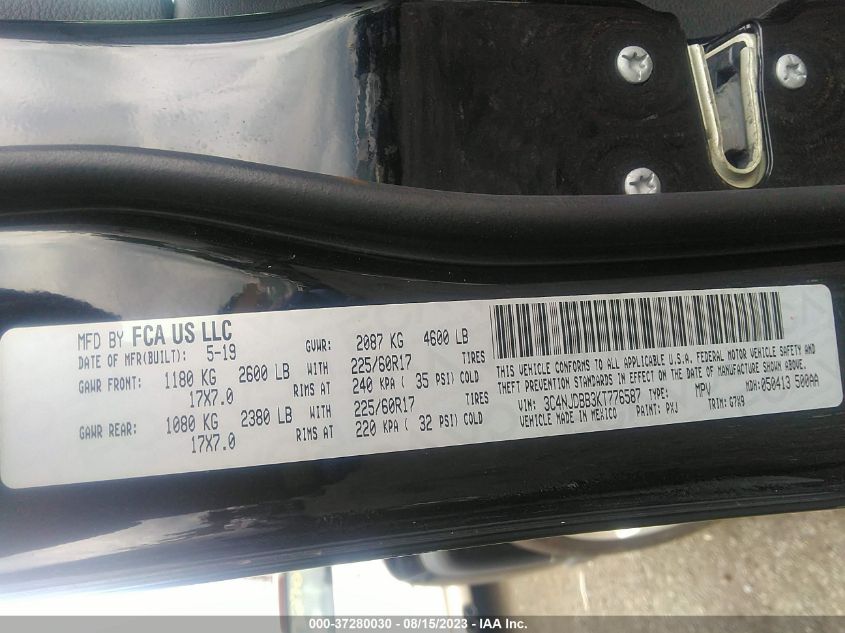 MFD BY FCA US LLC
DATE OF MFR(BUILT): 5-19 GVWR: 2087 KG 4600 LB
GAWR FRONT: 1180 KG 2600 LB WITH 225/60R17 TIRES
17X7.0 RIMS AT 240 KPA ( 35 PSI) COLD
GAWR REAR: 1080 KG 2380 LB WITH 225/60R17 TIRES
17X7.0 RIMS AT 220 KPA ( 32 PSI) COLD
THIS VEHICLE CONFORMS TO ALL APPLICABLE U.S.A. FEDERAL MOTOR VEHICLE SAFETY AND
THEFT PREVENTION STANDARDS IN EFFECT ON THE DATE OF MANUFACTURE SHOWN ABOVE.
VIN: 3C4NJDBB3KT776587 TYPE: MPV MDH: 050413 500AA
VEHICLE MADE IN MEXICO PAINT: PXJ TRIM: G7X9
000-37280030 - 08/15/2023 - IAA Inc.